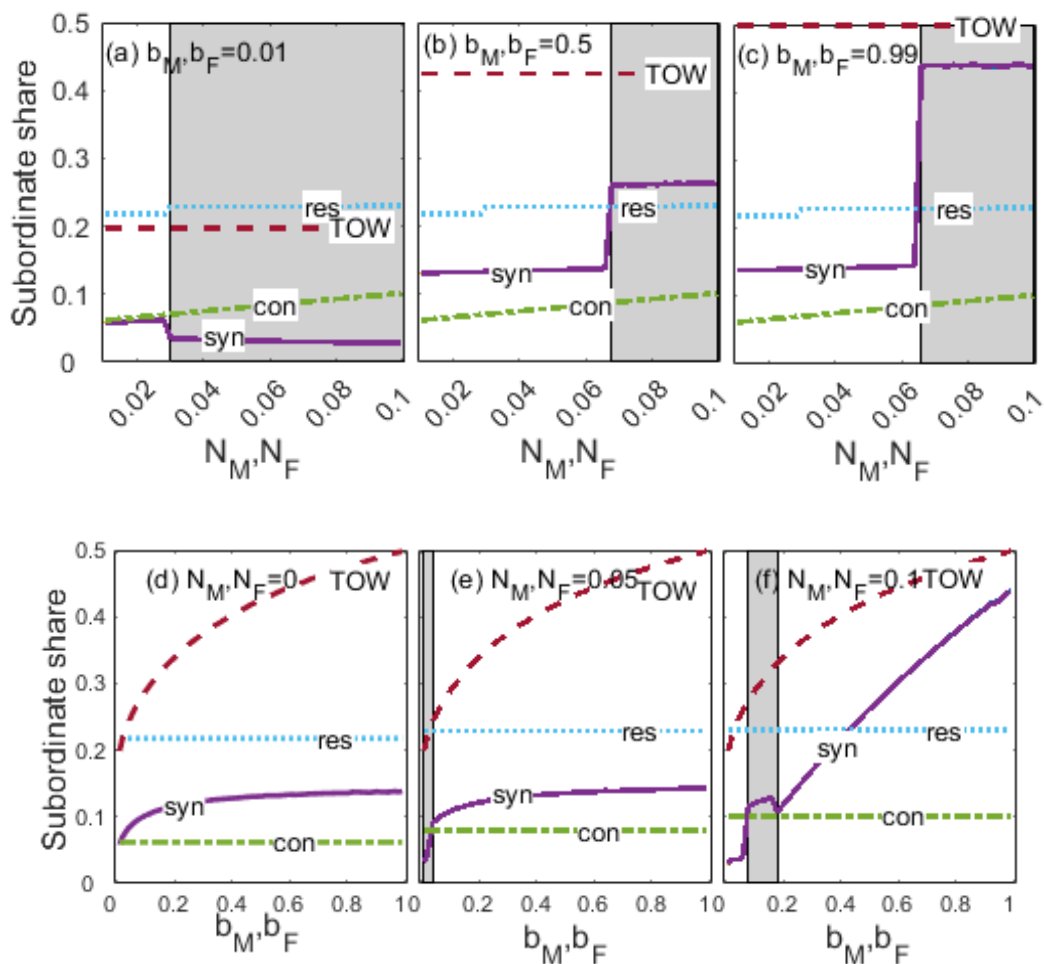 Subordinate share
0.5
0.4
0.3
0.2
0.1
0
(a) b_M,b_F=0.01
res
TOW
con
syn
0.02
0.04
0.06
0.08
0.1
N_M,N_F
(b) b_M,b_F=0.5
TOW
res
syn
con
0.02
0.04
0.06
0.08
0.1
N_M,N_F
(c) b_M,b_F=0.99
TOW
res
syn
con
0.02
0.04
0.06
0.08
0.1
N_M,N_F
Subordinate share
0.5
0.4
0.3
0.2
0.1
0
(d) N_M,N_F=0
TOW
res
syn
con
0 0.2 0.4 0.6 0.8 1
b_M,b_F
(e) N_M,N_F=0.05
TOW
res
syn
con
0 0.2 0.4 0.6 0.8 1
b_M,b_F
(f) N_M,N_F=0.1
TOW
res
syn
con
0 0.2 0.4 0.6 0.8 1
b_M,b_F